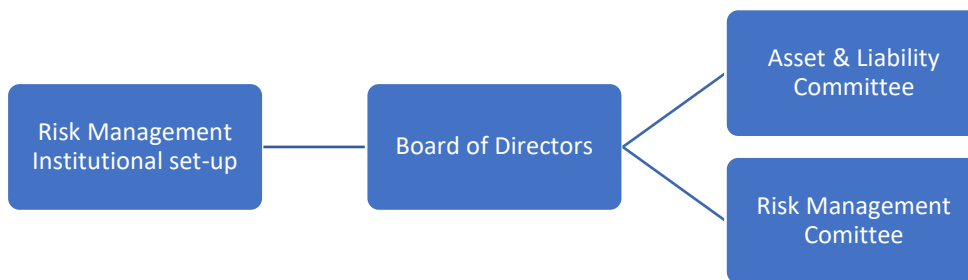 Risk Management
Institutional set-up
Board of Directors
Asset & Liability
Committee
Risk Management
Comittee